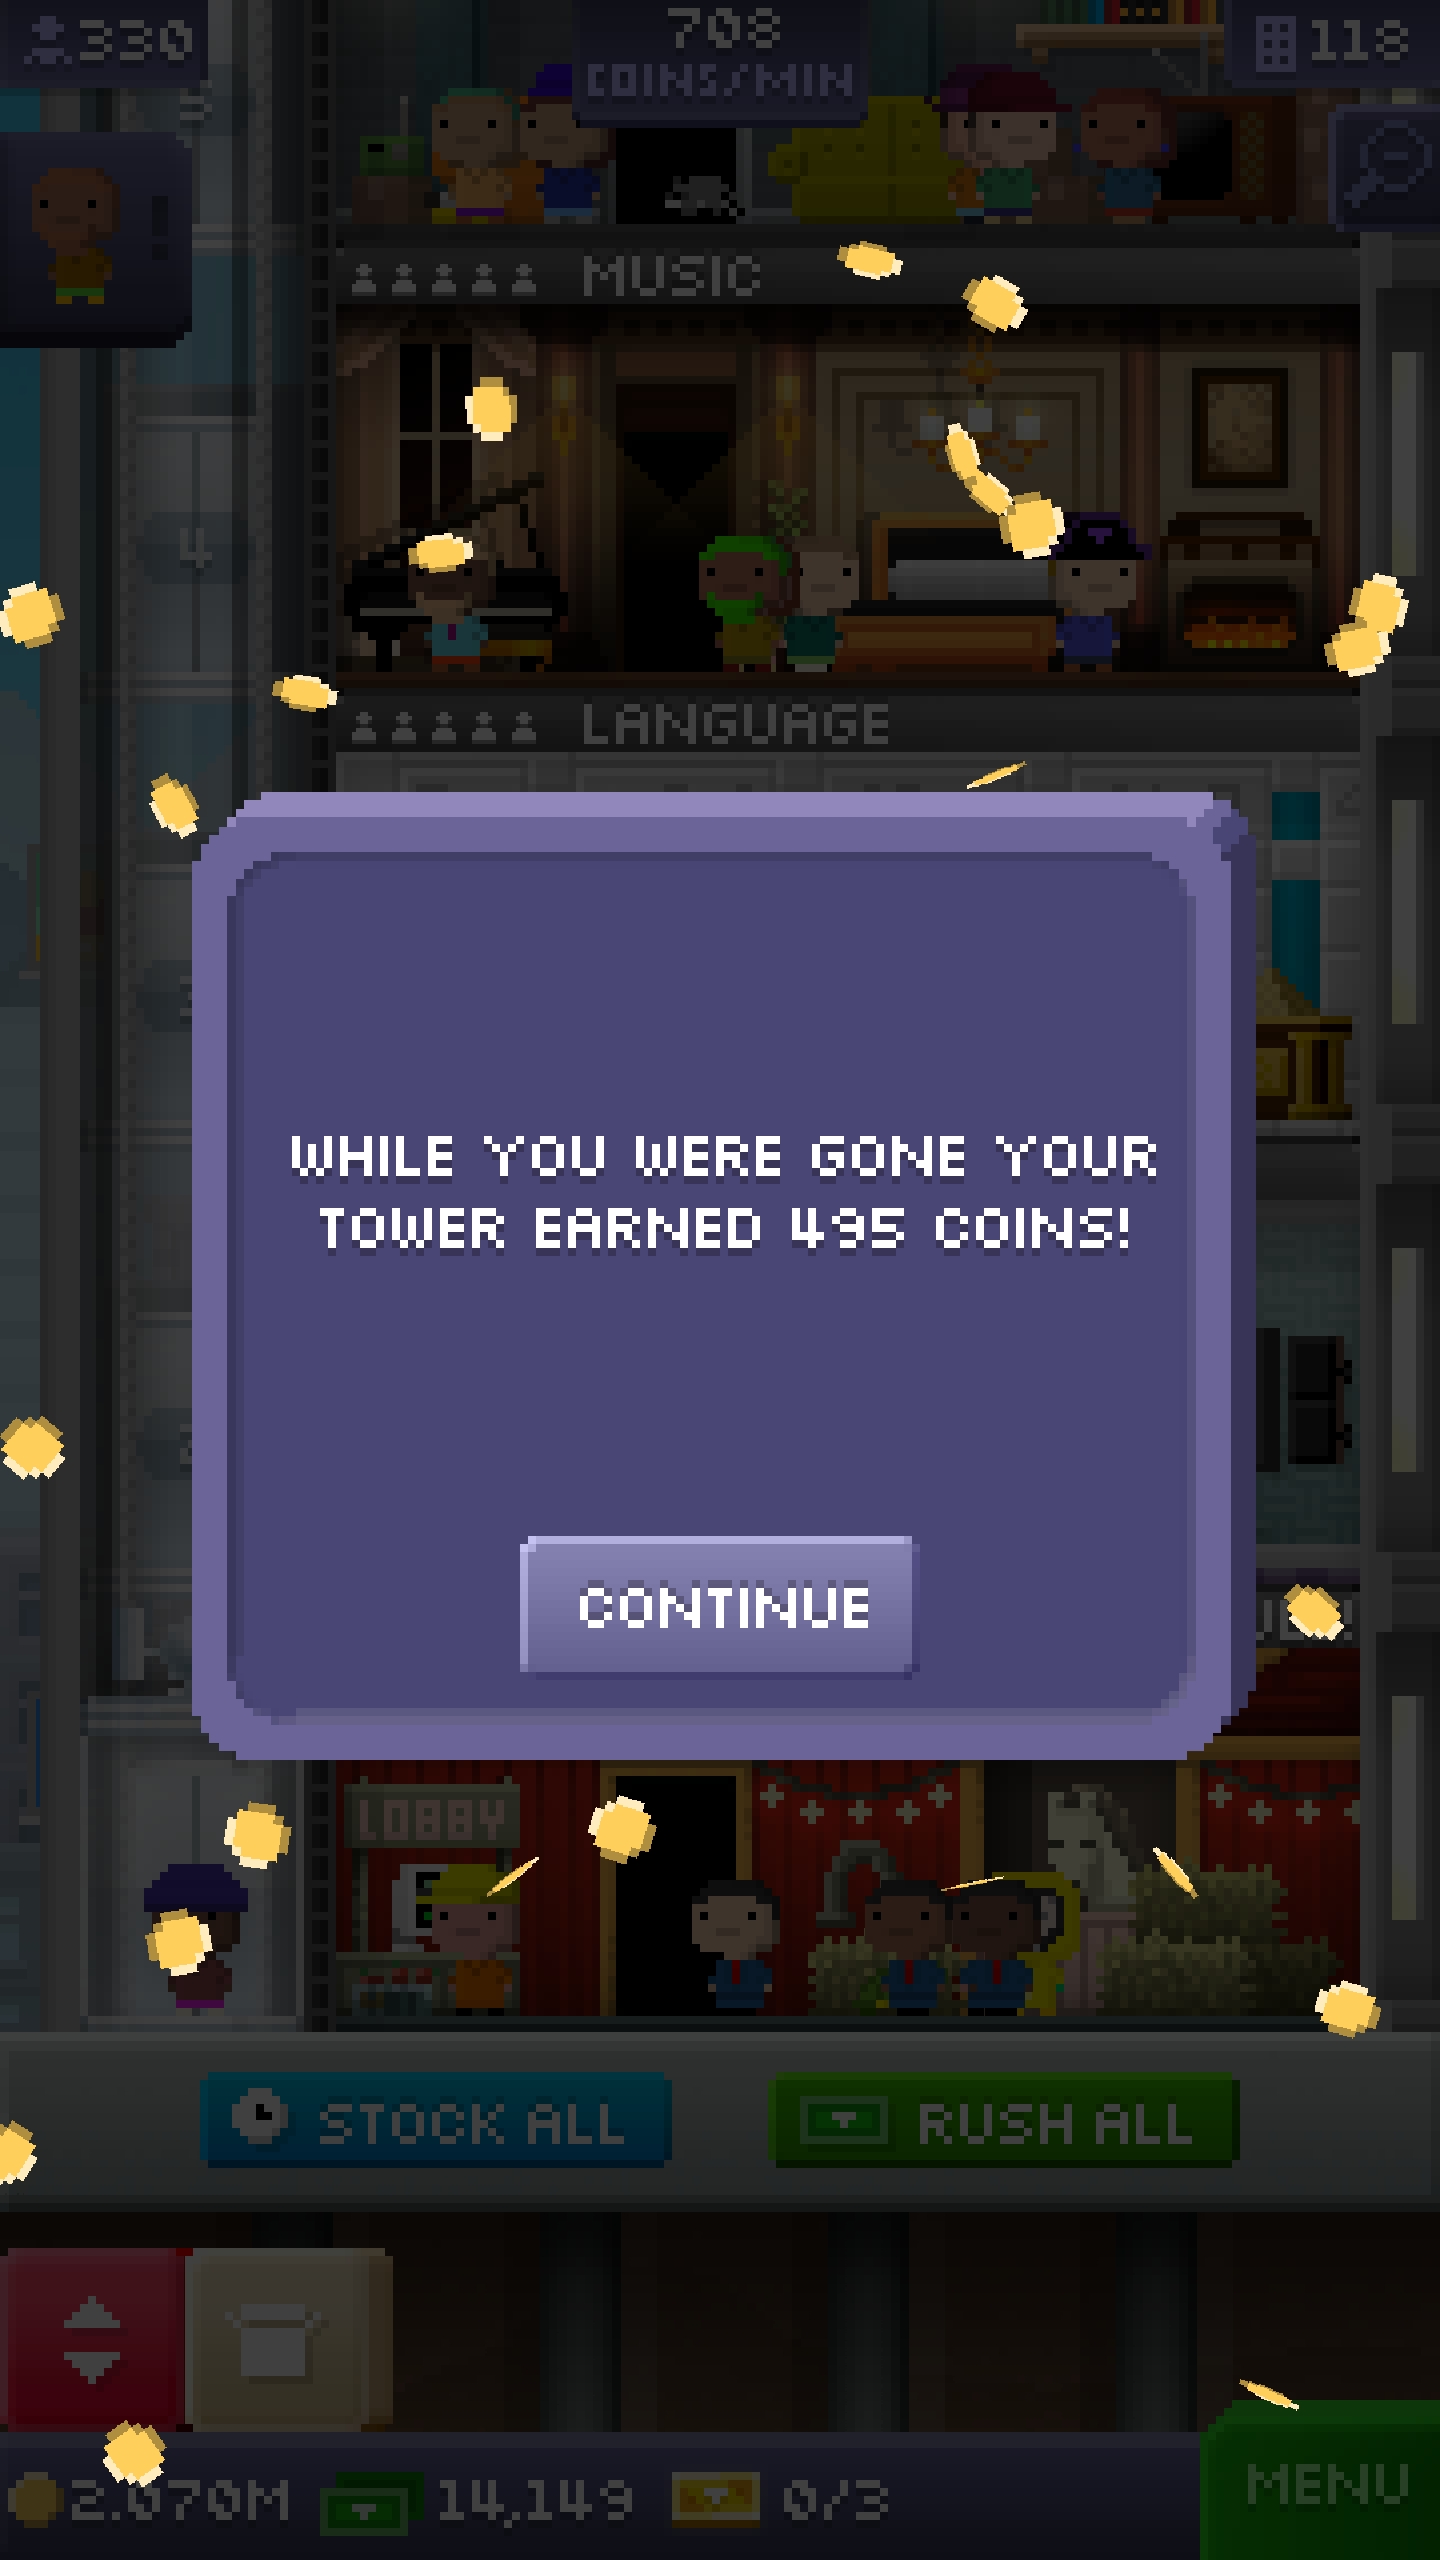 330
708
COINS/MIN
118
MUSIC
4
LANGUAGE
WHILE YOU WERE GONE YOUR
TOWER EARNED 495 COINS!
CONTINUE
LOBBY
STOCK ALL
RUSH ALL
2.070M
14,149
0/3
MENU